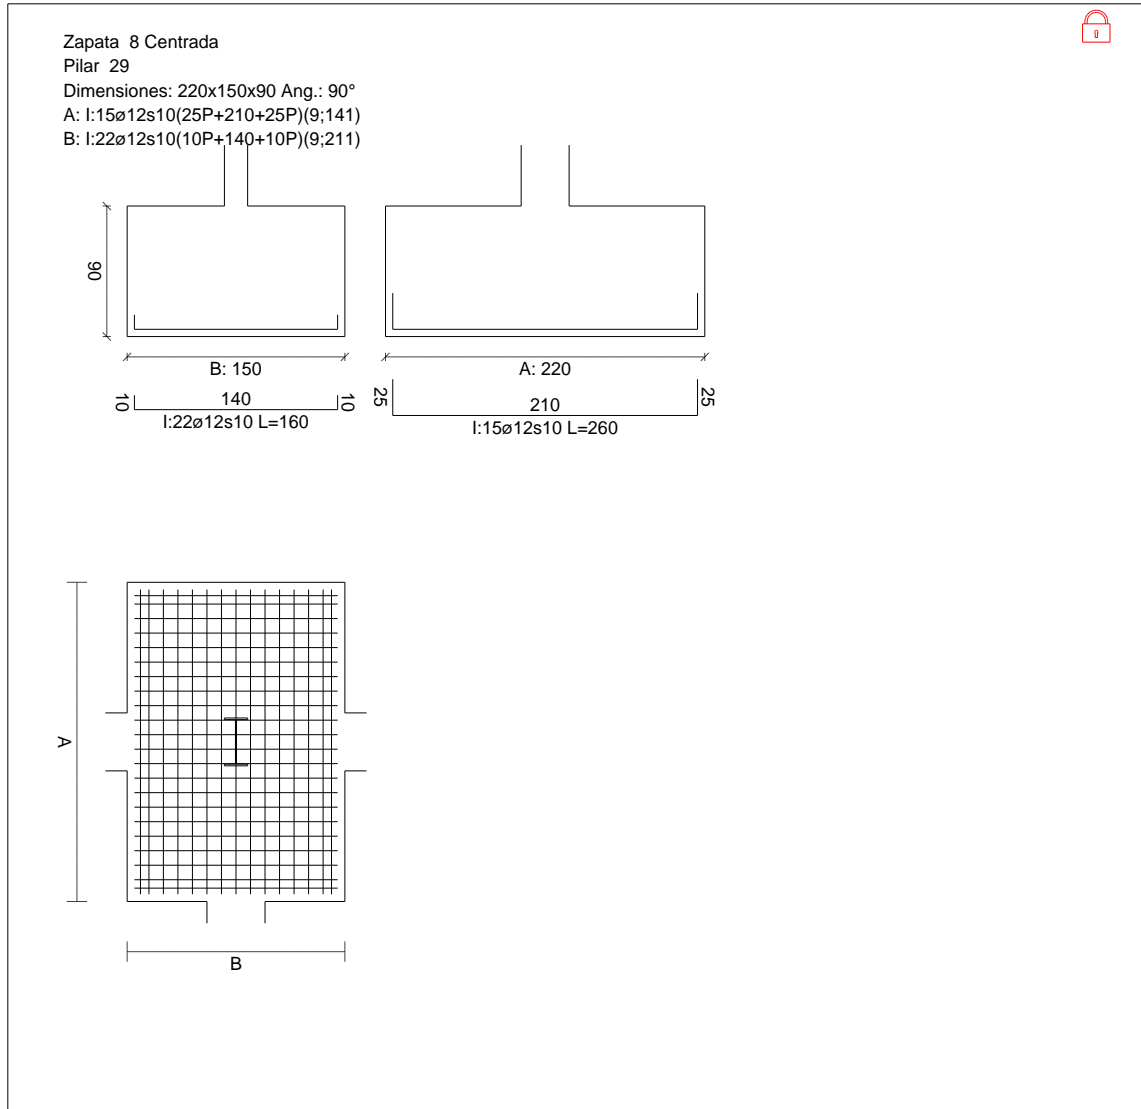 Zapata  8 Centrada
Pilar  29
Dimensiones: 220x150x90 Ang.: 90°
A: I:15ø12s10(25P+210+25P)(9;141)
B: I:22ø12s10(10P+140+10P)(9;211)
90
B: 150
A: 220
10
140
10
I:22ø12s10 L=160
25
210
25
I:15ø12s10 L=260
A
B